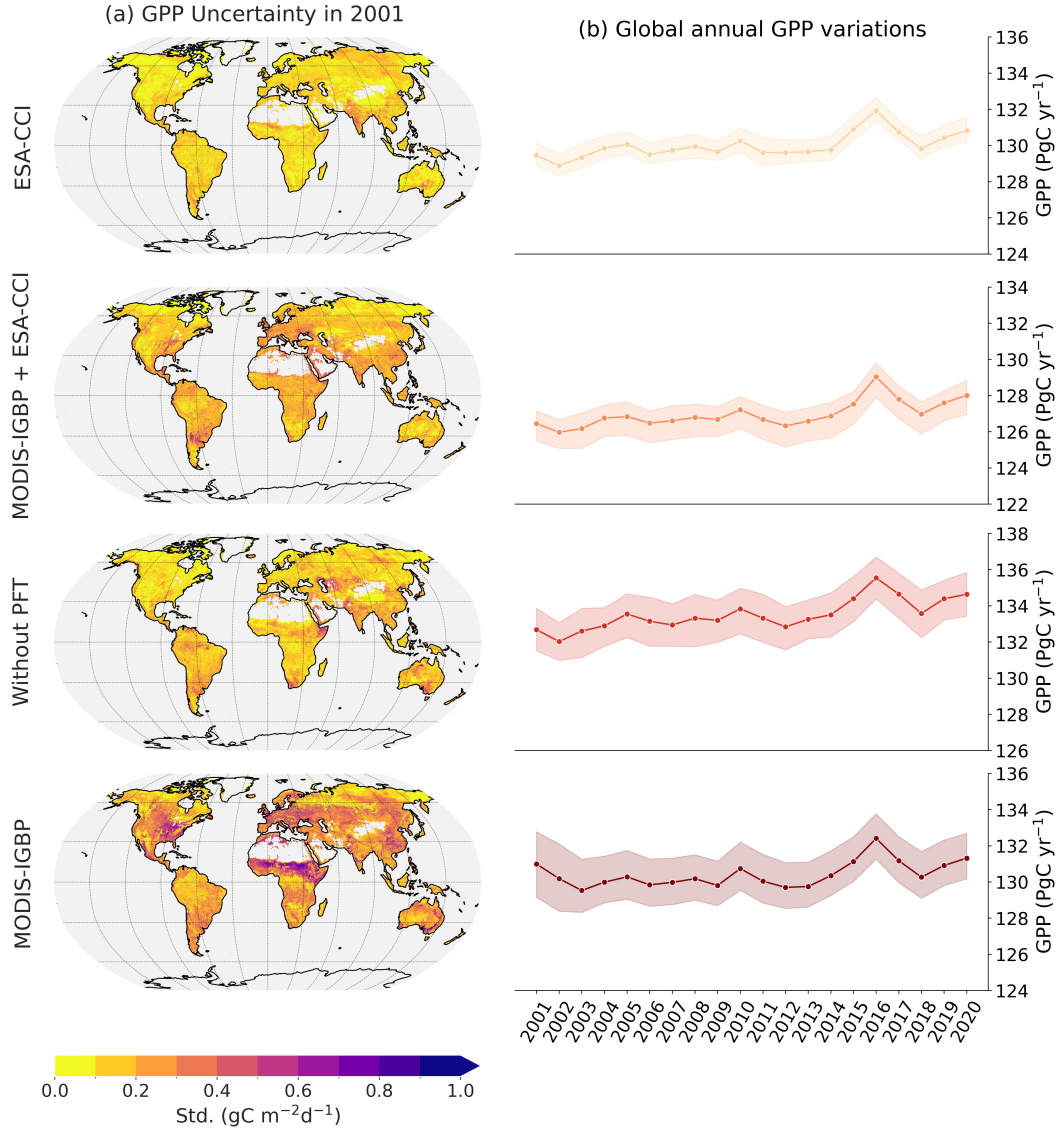 (a) GPP Uncertainty in 2001
(b) Global annual GPP variations
ESA-CCI
136
134
132
130
128
126
124
GPP (PgC yr⁻¹)
MODIS-IGBP + ESA-CCI
134
132
130
128
126
124
122
GPP (PgC yr⁻¹)
Without PFT
138
136
134
132
130
128
126
GPP (PgC yr⁻¹)
MODIS-IGBP
136
134
132
130
128
126
124
GPP (PgC yr⁻¹)
2001 2002 2003 2004 2005 2006 2007 2008 2009 2010 2011 2012 2013 2014 2015 2016 2017 2018 2019 2020
0.0 0.2 0.4 0.6 0.8 1.0
Std. (gC m⁻²d⁻¹)